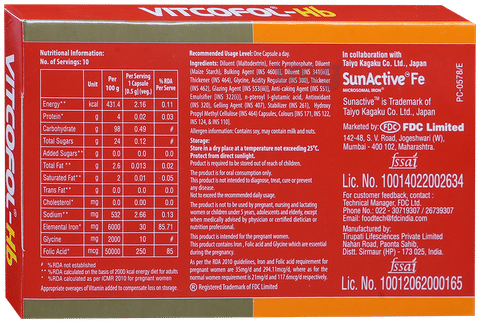 VITCOFOL-Hb
VITCOFOL-Hb
Nutritional Information:
No. of Servings: 10
Unit Per 100 g Per Serving 1 Capsule (0.5 g) (veg.) %RDA Per Serve
Energy** kcal 431.4 2.16 0.11
Protein* g 4 0.02 0.03
Carbohydrate g 98 0.49 #
Total Sugars g 24 0.12 #
Added Sugars** g 0.0 0.0 0.0
Total Fat ** g 2.6 0.013 0.02
Saturated Fat** g 2 0.01 0.05
Trans Fat** g 0.0 0.0 0.0
Cholesterol* mg 0.0 0.0 0.0
Sodium** mg 532 2.66 0.13
Elemental Iron* mg 6000 30 85.71
Glycine mg 2000 10 #
Folic Acid* mcg 50000 250 85
# %RDA not established
** %RDA calculated on the basis of 2000 kcal energy diet for adults
* %RDA calculated as per ICMR 2010 for pregnant women
Appropriate overages of Vitamin added to compensate loss on storage.
Recommended Usage Level: One Capsule a day.
Ingredients: Diluent (Maltodextrin), Ferric Pyrophosphate, Diluent
(Maize Starch), Bulking Agent (INS 460(i)), Diluent [INS 341(ii)],
Thickener (INS 464), Glycine, Acidity Regulator (INS 300), Thickener
(INS 462), Glazing Agent [INS 553(iii)], Anti-caking Agent (INS 551),
Emulsifier [INS 322(i)], n-pteroyl l-glutamic acid, Antioxidant
(INS 320), Gelling Agent (INS 407), Stabilizer (INS 261), Hydroxy
Propyl Methyl Cellulose (INS 464) Capsules, Colours [INS 171, INS 122,
INS 124, & INS 110].
Allergen information: Contains soy, may contain milk and nuts.
Storage:
Store in a dry place at a temperature not exceeding 25°C.
Protect from direct sunlight.
Product is required to be stored out of reach of children.
The product is for oral consumption only.
This product is not intended to diagnose, treat, cure or prevent
any disease.
Not to exceed the recommended daily usage.
The product is not to be used by pregnant, nursing and lactating
women or children under 5 years, adolescents and elderly, except
when medically advised by physician or certified dietician or
nutrition professional.
This product is intended for the pregnant women.
This product contains Iron , Folic acid and Glycine which are essential
during the pregnancy.
As per the RDA 2010 guidelines, Iron and Folic acid requirement for
pregnant women are 35mg/d and 294.11mcg/d, where as for the
normal women requirement is 21mg/d and 117.6mcg/d respectively.
® Registered Trademark of FDC Limited
In collaboration with
Taiyo Kagaku Co. Ltd., Japan
SunActive® Fe
MICROSOMAL IRON™
Sunactive™ is Trademark of
Taiyo Kagaku Co. Ltd., Japan
Marketed by: FDC FDC Limited
142-48, S. V. Road, Jogeshwari (W),
Mumbai - 400 102, Maharashtra.
fssai
Lic. No. 10014022002634
For customer feedback, contact :
Technical Manager, FDC Ltd.
Phone No.: 022 - 30719307 / 26739307
Email: foodtech@fdcindia.com
Manufactured by:
Tirupati Lifesciences Private Limited
Nahan Road, Paonta Sahib,
Distt. Sirmaur (HP) - 173 025, India.
fssai
Lic. No. 10012062000165
PC-0578/E